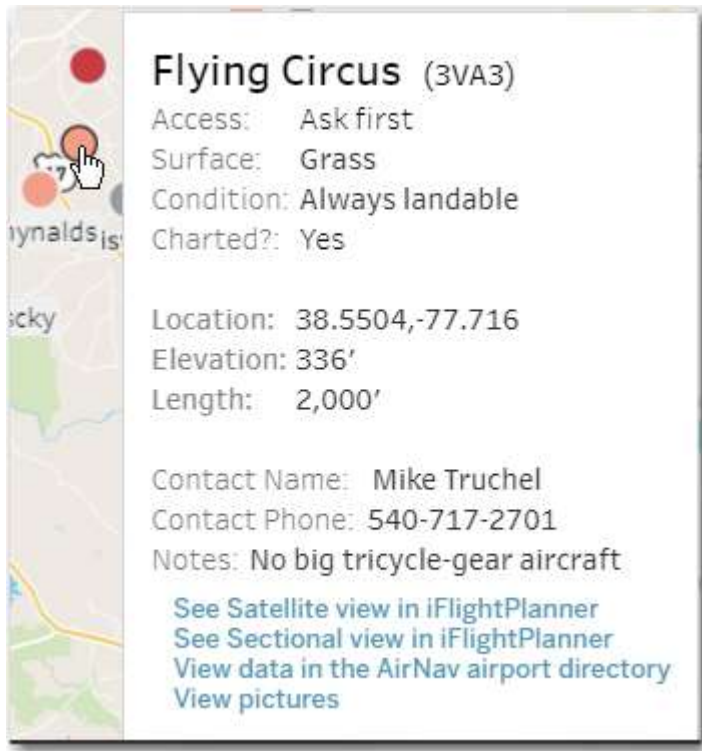 Flying Circus (3VA3)
Access: Ask first
Surface: Grass
Condition: Always landable
Charted?: Yes
Location: 38.5504,-77.716
Elevation: 336′
Length: 2,000′
Contact Name: Mike Truchel
Contact Phone: 540-717-2701
Notes: No big tricycle-gear aircraft
See Satellite view in iFlightPlanner
See Sectional view in iFlightPlanner
View data in the AirNav airport directory
View pictures
ynalds
is
cky